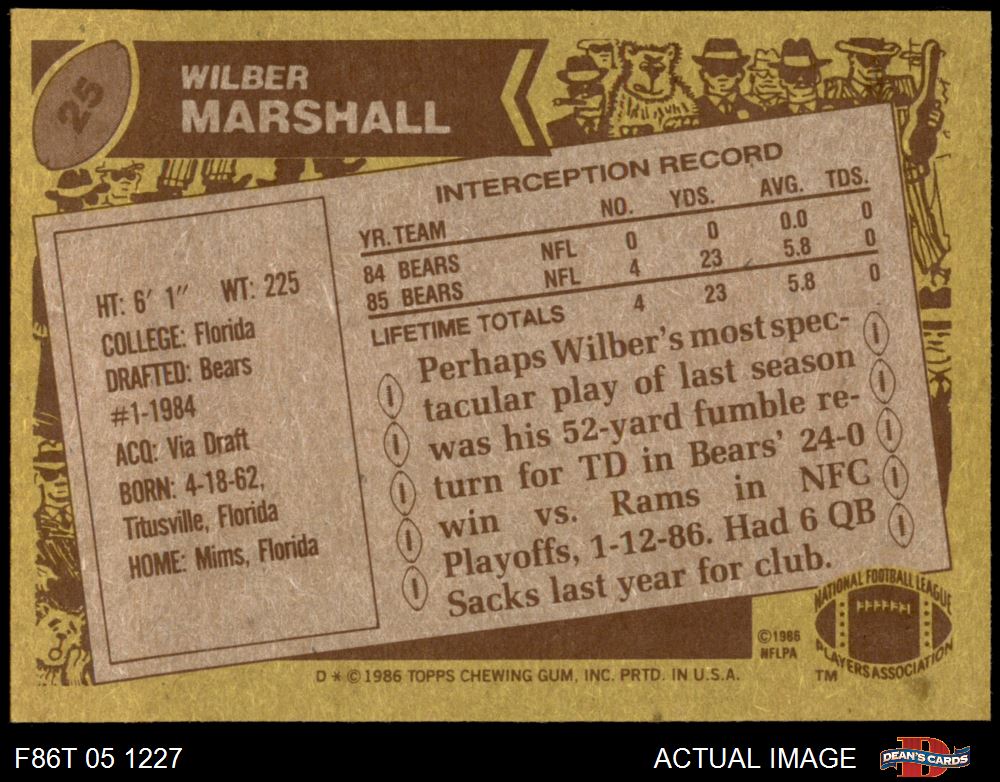 25
WILBER
MARSHALL
INTERCEPTION RECORD
YR. TEAM NO. YDS. AVG. TDS.
84 BEARS NFL 0 0 0.0 0
85 BEARS NFL 4 23 5.8 0
LIFETIME TOTALS 4 23 5.8 0
HT: 6' 1" WT: 225
COLLEGE: Florida
DRAFTED: Bears
#1-1984
ACQ: Via Draft
BORN: 4-18-62,
Titusville, Florida
HOME: Mims, Florida
Perhaps Wilber's most spec-
tacular play of last season
was his 52-yard fumble re-
turn for TD in Bears' 24-0
win vs. Rams in NFC
Playoffs, 1-12-86. Had 6 QB
Sacks last year for club.
NATIONAL FOOTBALL LEAGUE
PLAYERS ASSOCIATION
TM
©1986
NFLPA
D * © 1986 TOPPS CHEWING GUM, INC. PRTD. IN U.S.A.
F86T 05 1227
ACTUAL IMAGE
DEAN'S CARDS